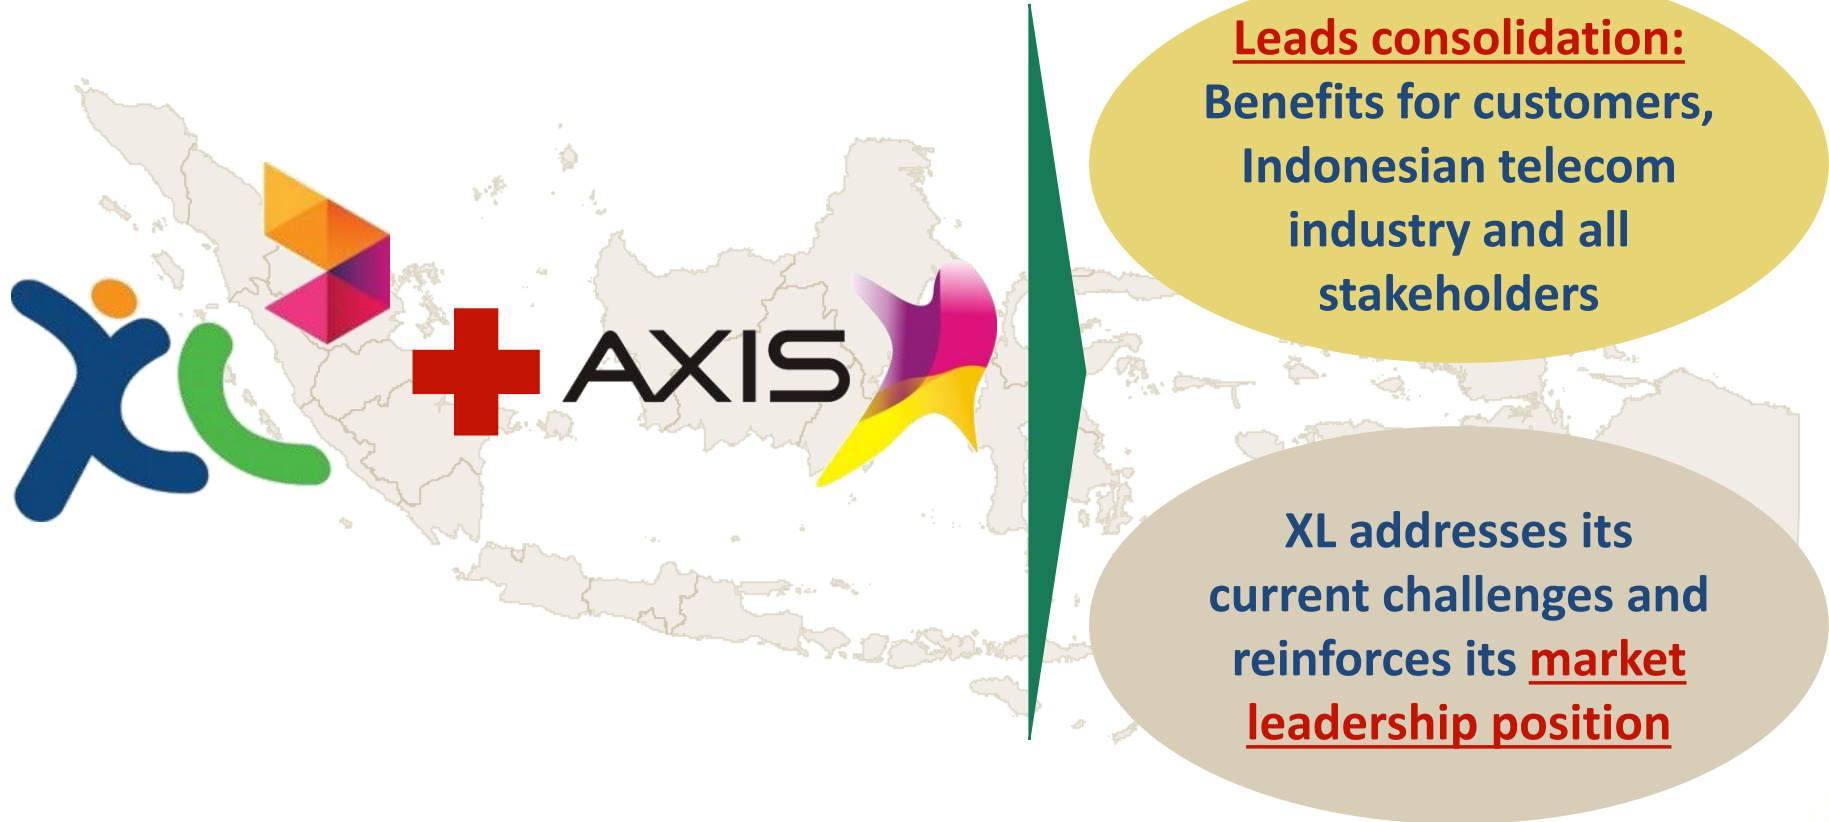 XL
AXIS
Leads consolidation:
Benefits for customers,
Indonesian telecom
industry and all
stakeholders
XL addresses its
current challenges and
reinforces its market
leadership position